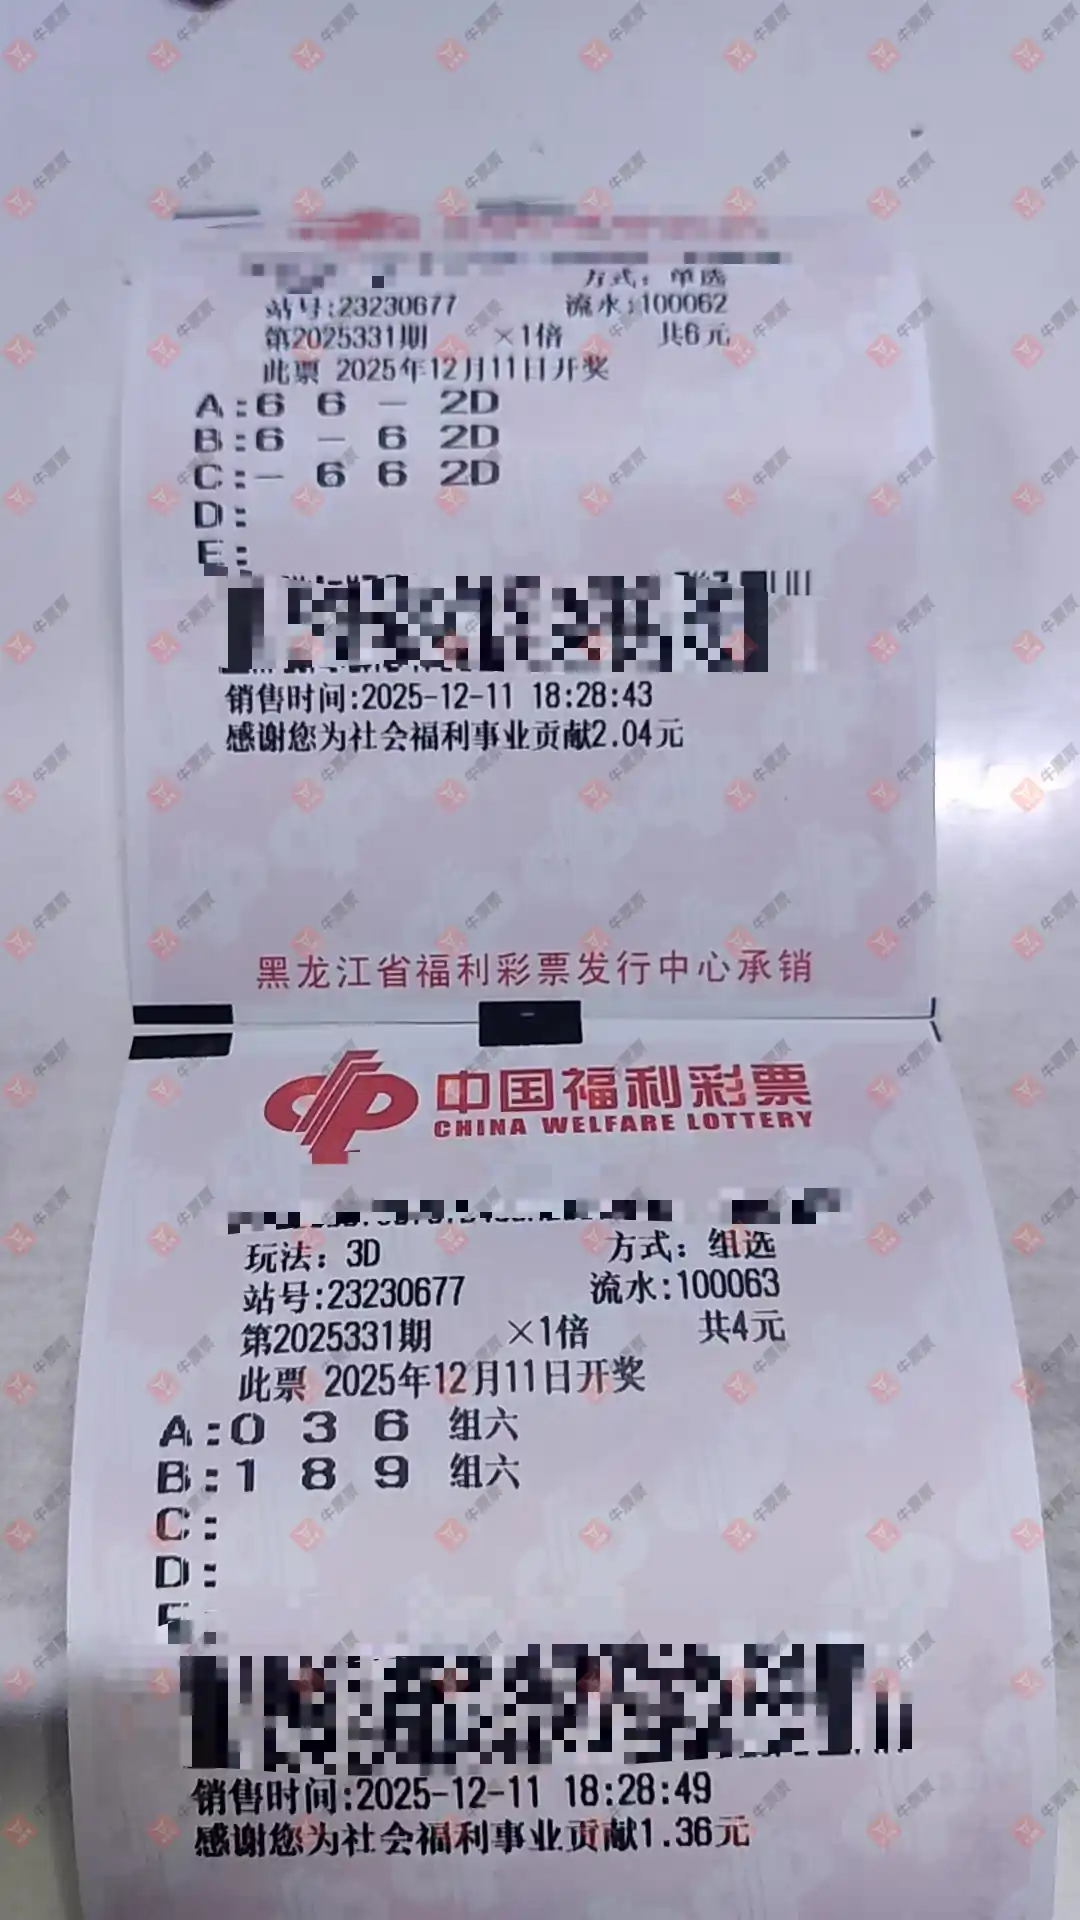 方式：单选
站号:23230677 流水:100062
第2025331期 ×1倍 共6元
此票 2025年12月11日开奖
A:6 6 － 2D
B:6 － 6 2D
C:－ 6 6 2D
D:
E:
销售时间:2025-12-11 18:28:43
感谢您为社会福利事业贡献2.04元
黑龙江省福利彩票发行中心承销
中国福利彩票
CHINA WELFARE LOTTERY
玩法：3D 方式：组选
站号:23230677 流水:100063
第2025331期 ×1倍 共4元
此票 2025年12月11日开奖
A:0 3 6 组六
B:1 8 9 组六
C:
D:
E:
销售时间:2025-12-11 18:28:49
感谢您为社会福利事业贡献1.36元
牛票票